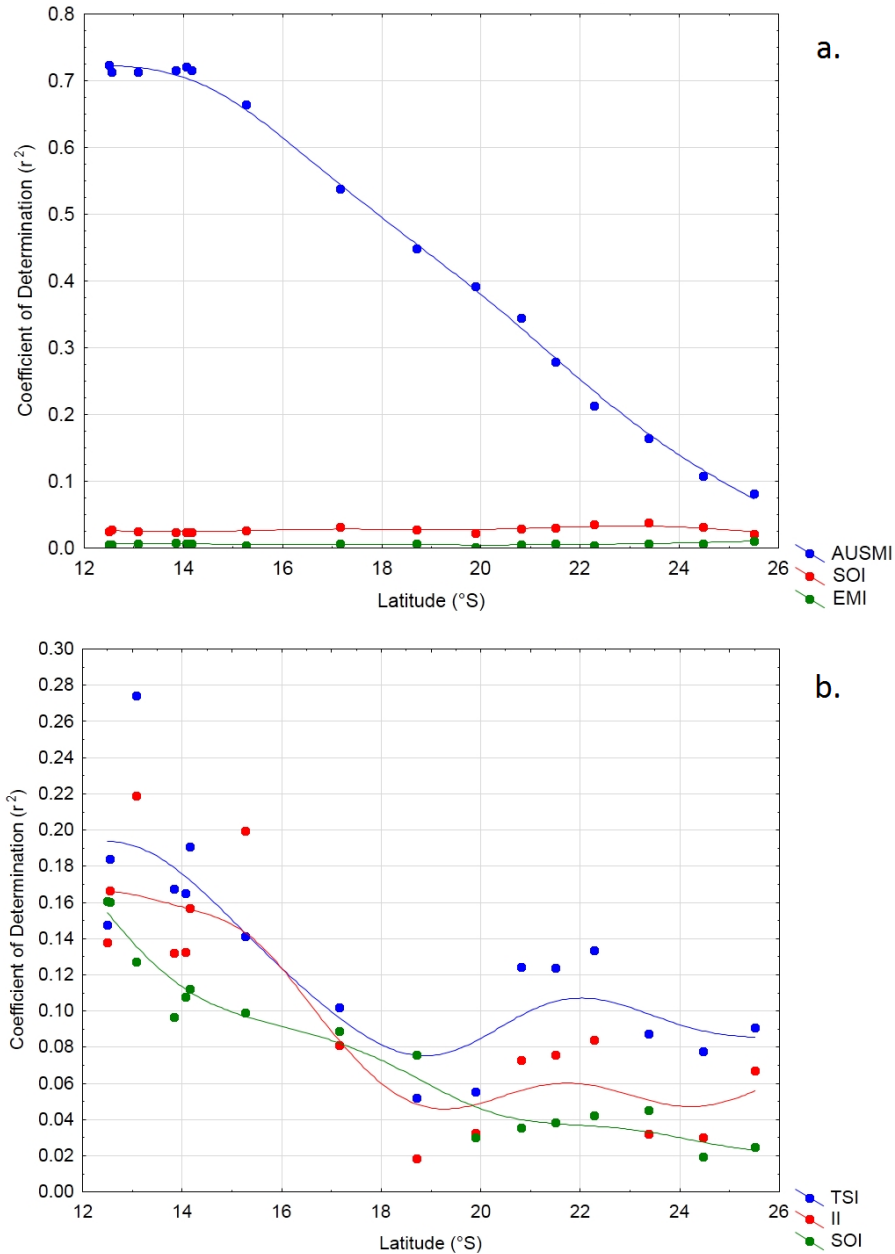 a.
0.8
0.7
0.6
0.5
0.4
0.3
0.2
0.1
0.0
Coefficient of Determination (r²)
12 14 16 18 20 22 24 26
Latitude (°S)
AUSMI
SOI
EMI
b.
0.30
0.28
0.26
0.24
0.22
0.20
0.18
0.16
0.14
0.12
0.10
0.08
0.06
0.04
0.02
0.00
Coefficient of Determination (r²)
12 14 16 18 20 22 24 26
Latitude (°S)
TSI
II
SOI